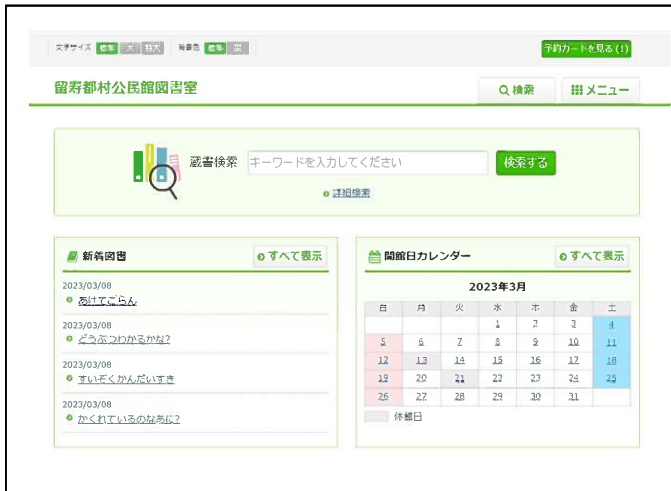 文字サイズ 標準 大 特大 背景色 標準 黒
予約カートを見る (1)
留寿都村公民館図書室
検索 メニュー
蔵書検索 キーワードを入力してください 検索する
詳細検索
新着図書 すべて表示
2023/03/08
あけてごらん
2023/03/08
どうぶつわかるかな?
2023/03/08
すいぞくかんだいすき
2023/03/08
かくれているのなあに?
開館日カレンダー すべて表示
2023年3月
日 月 火 水 木 金 土
1 2 3 4
5 6 7 8 9 10 11
12 13 14 15 16 17 18
19 20 21 22 23 24 25
26 27 28 29 30 31
休館日